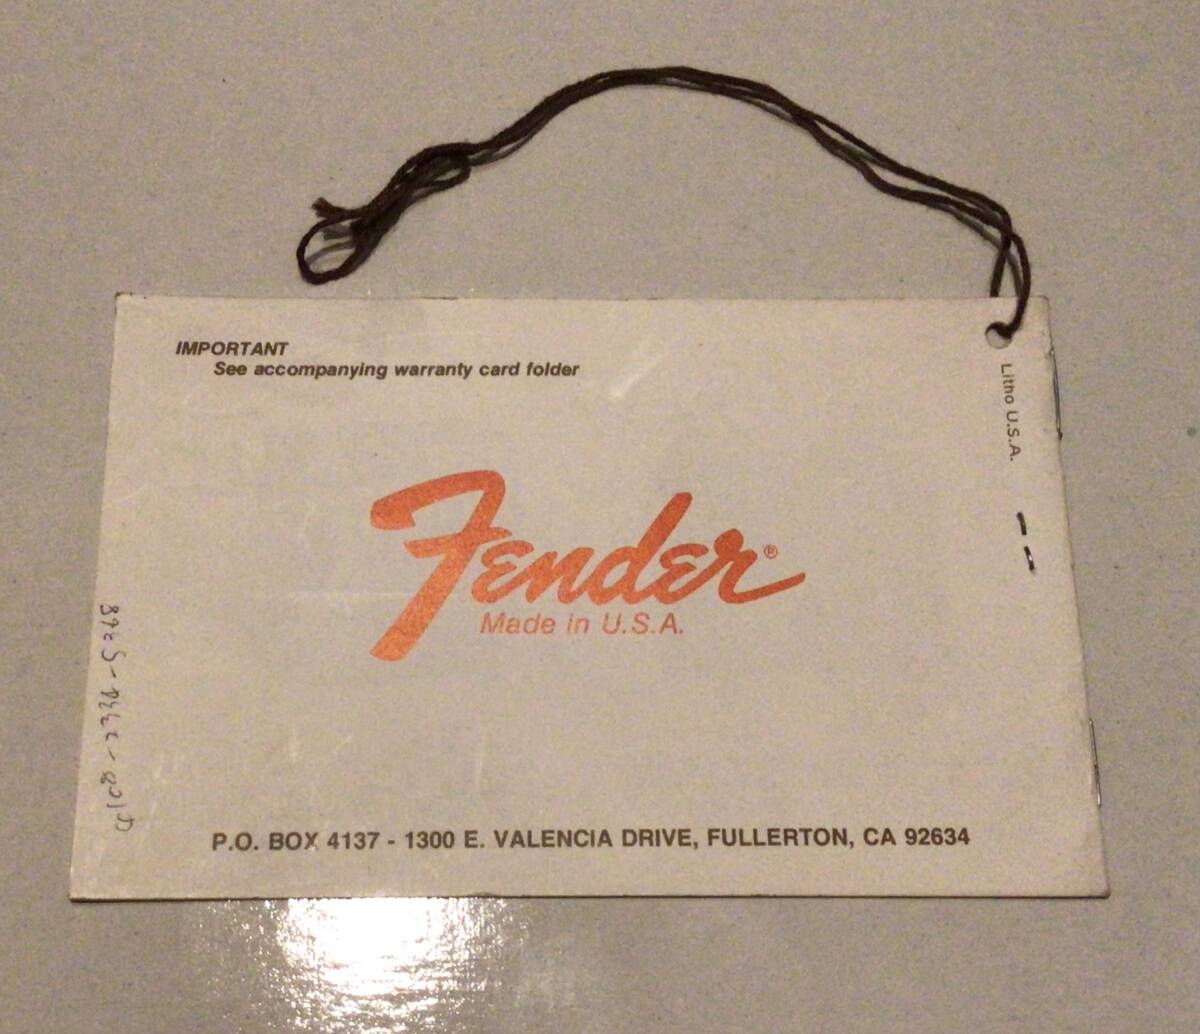 IMPORTANT
See accompanying warranty card folder
Litho U.S.A.
Fender®
Made in U.S.A.
P.O. BOX 4137 - 1300 E. VALENCIA DRIVE, FULLERTON, CA 92634